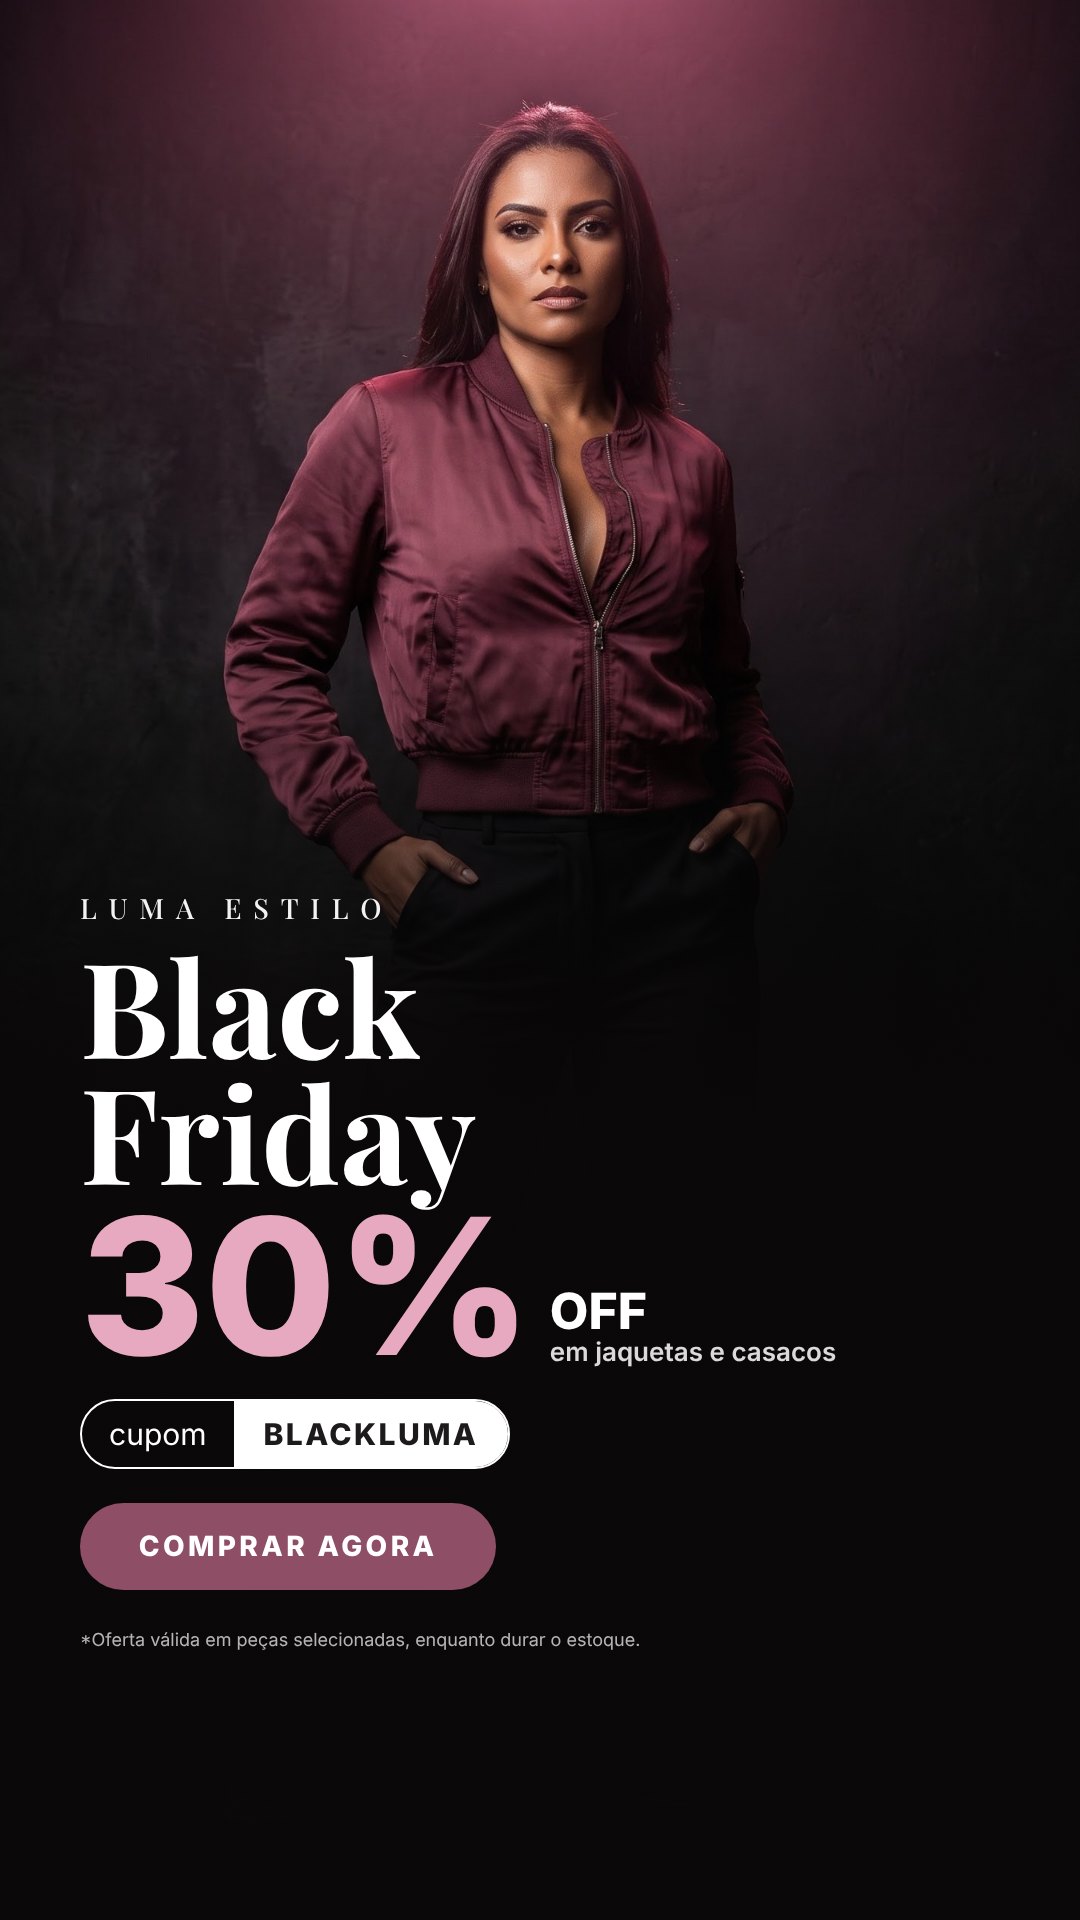 LUMA ESTILO
Black
Friday
30% OFF
em jaquetas e casacos
cupom BLACKLUMA
COMPRAR AGORA
*Oferta válida em peças selecionadas, enquanto durar o estoque.